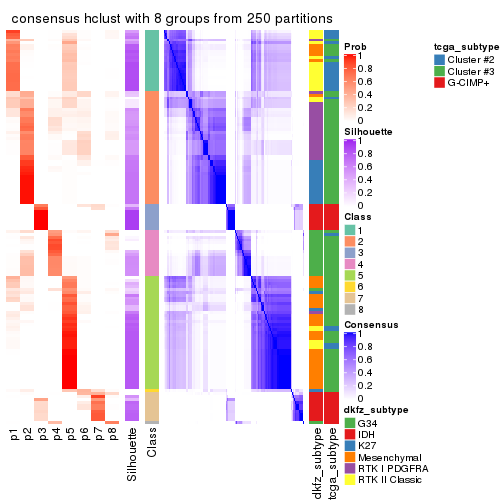 consensus hclust with 8 groups from 250 partitions
Prob
1
0.8
0.6
0.4
0.2
0
Silhouette
1
0.8
0.6
0.4
0.2
0
Class
1
2
3
4
5
6
7
8
Consensus
1
0.8
0.6
0.4
0.2
0
dkfz_subtype
G34
IDH
K27
Mesenchymal
RTK I PDGFRA
RTK II Classic
tcga_subtype
Cluster #2
Cluster #3
G-CIMP+
p1
p2
p3
p4
p5
p6
p7
p8
Silhouette
Class
dkfz_subtype
tcga_subtype